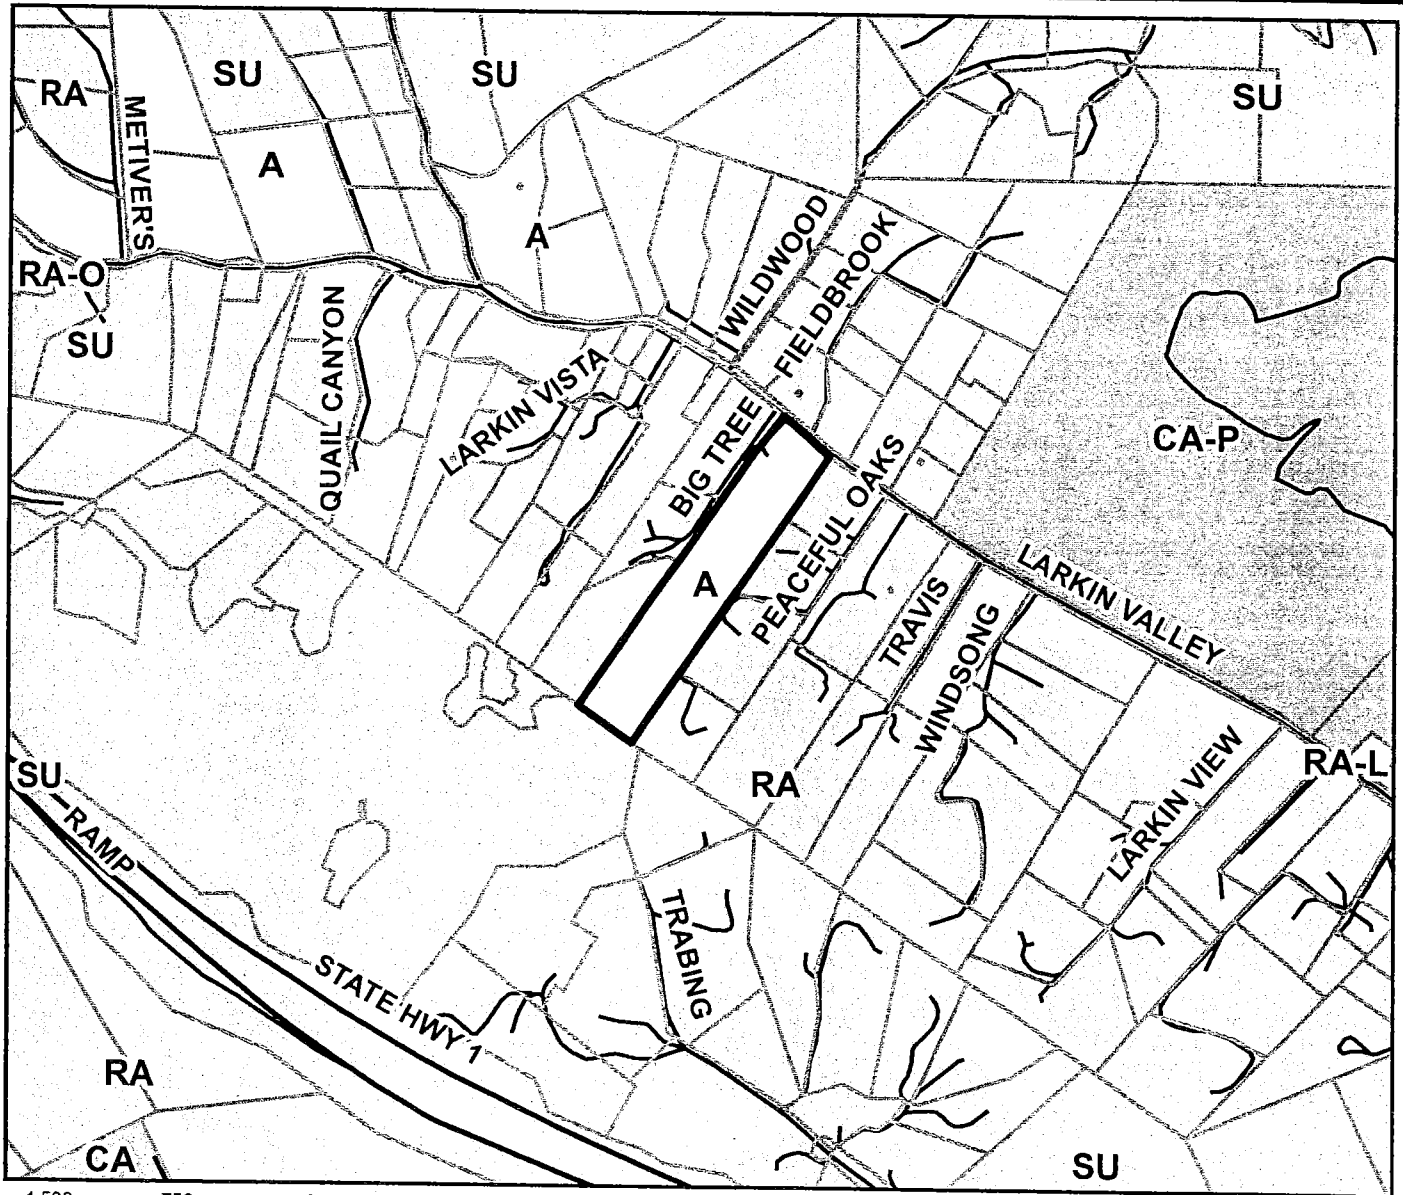 SU
SU
RA
SU
METIVER'S
A
A
WILDWOOD
FIELDBROOK
RA-O
SU
QUAIL CANYON
LARKIN VISTA
BIG TREE
CA-P
PEACEFUL OAKS
A
LARKIN VALLEY
TRAVIS
WINDSONG
SU
RAMP
RA
LARKIN VIEW
RA-L
TRABING
STATE HWY 1
RA
CA
SU